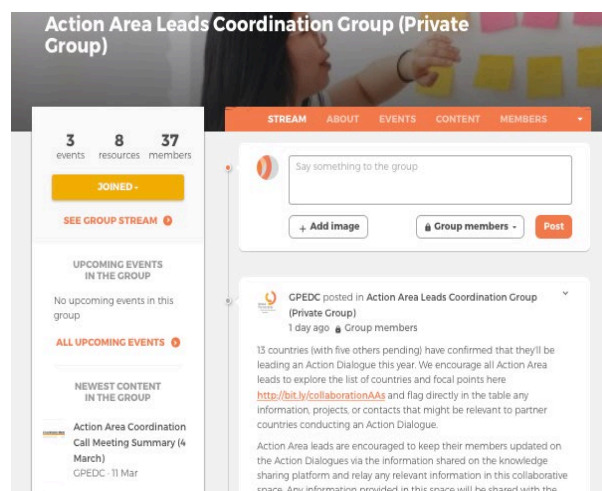 Action Area Leads Coordination Group (Private
Group)
3 8 37
events resources members
JOINED -
SEE GROUP STREAM
UPCOMING EVENTS
IN THE GROUP
No upcoming events in this
group
ALL UPCOMING EVENTS
NEWEST CONTENT
IN THE GROUP
Action Area Coordination
Call Meeting Summary (4
March)
GPEDC - 11 Mar
STREAM ABOUT EVENTS CONTENT MEMBERS
Say something to the group
+ Add image
Group members -
Post
GPEDC posted in Action Area Leads Coordination Group
(Private Group)
1 day ago Group members
13 countries (with five others pending) have confirmed that they'll be
leading an Action Dialogue this year. We encourage all Action Area
leads to explore the list of countries and focal points here
http://bit.ly/collaborationAAs and flag directly in the table any
information, projects, or contacts that might be relevant to partner
countries conducting an Action Dialogue.
Action Area leads are encouraged to keep their members updated on
the Action Dialogues via the information shared on the knowledge
sharing platform and relay any relevant information in this collaborative
space. Any information provided in this space will be shared with the